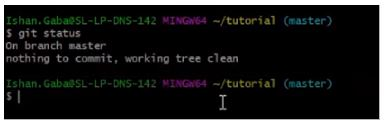 Ishan.Gaba@SL-LP-DNS-142 MINGW64 ~/tutorial (master)
$ git status
On branch master
nothing to commit, working tree clean
Ishan.Gaba@SL-LP-DNS-142 MINGW64 ~/tutorial (master)
$